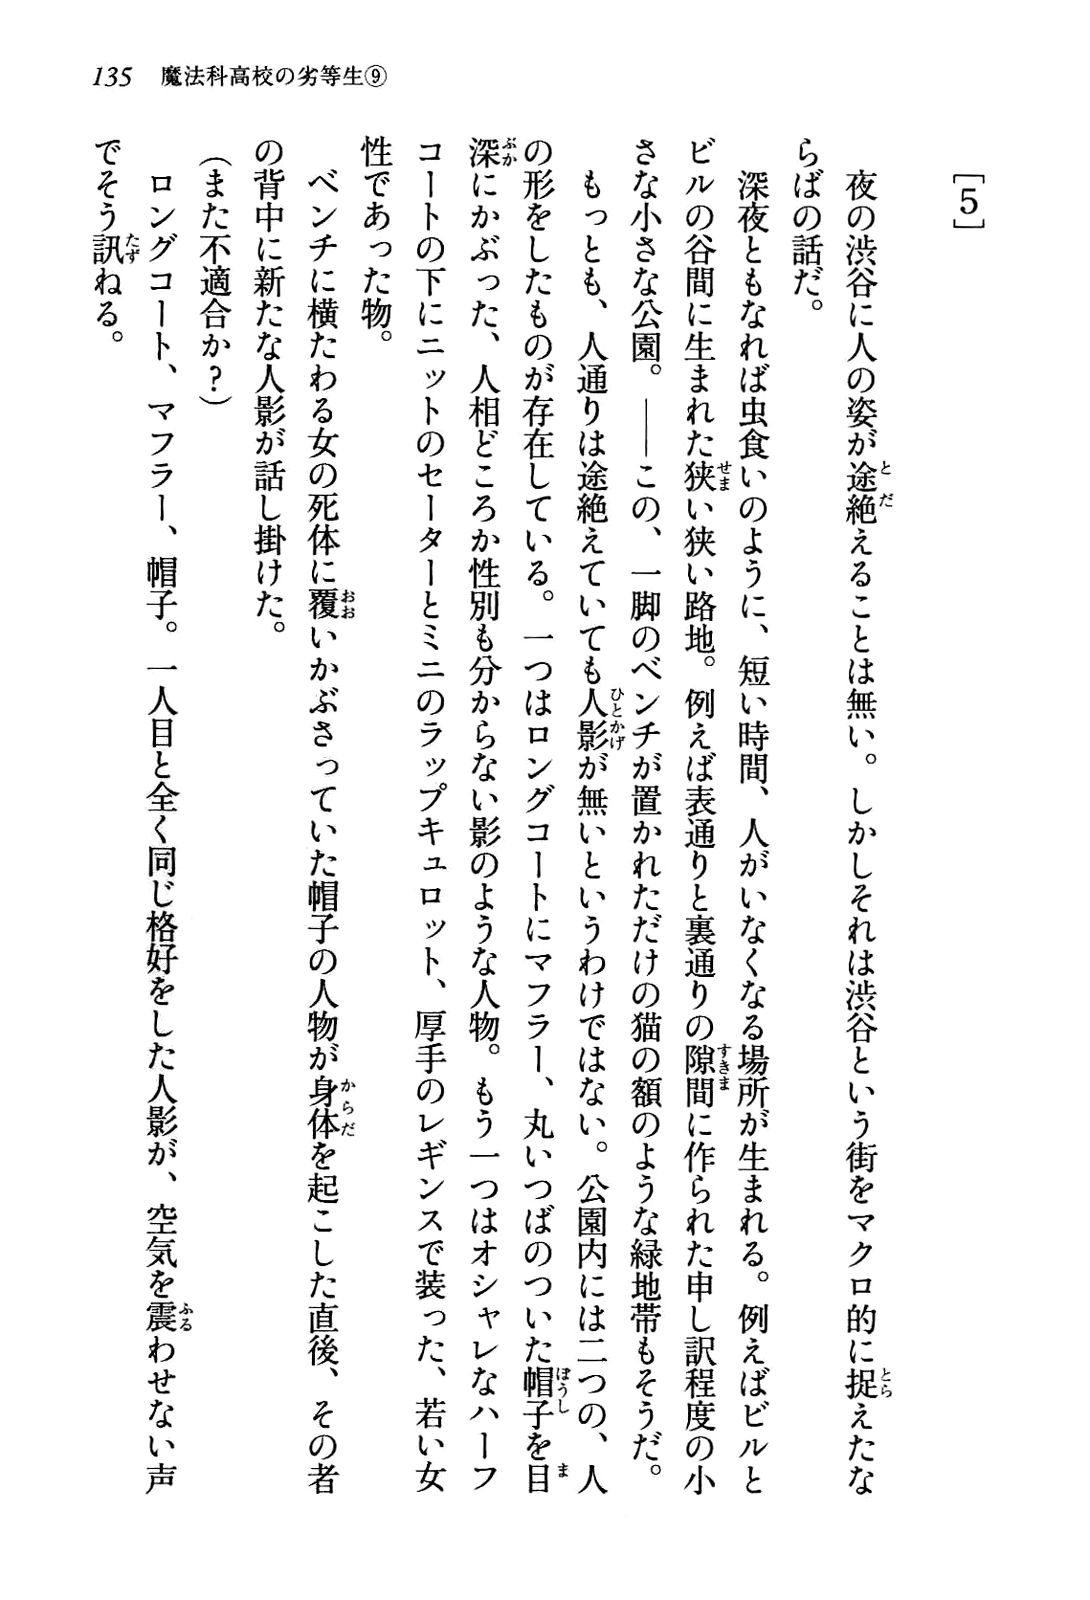 135 魔法科高校の劣等生⑨
[5]
夜の渋谷に人の姿が途絶えることは無い。しかしそれは渋谷という街をマクロ的に捉えたな
らばの話だ。
深夜ともなれば虫食いのように、短い時間、人がいなくなる場所が生まれる。例えばビルと
ビルの谷間に生まれた狭い狭い路地。例えば表通りと裏通りの隙間に作られた申し訳程度の小
さな小さな公園。――この、一脚のベンチが置かれただけの猫の額のような緑地帯もそうだ。
もっとも、人通りは途絶えていても人影が無いというわけではない。公園内には二つの、人
の形をしたものが存在している。一つはロングコートにマフラー、丸いつばのついた帽子を目
深にかぶった、人相どころか性別も分からない影のような人物。もう一つはオシャレなハーフ
コートの下にニットのセーターとミニのラップキュロット、厚手のレギンスで装った、若い女
性であった物。
ベンチに横たわる女の死体に覆いかぶさっていた帽子の人物が身体を起こした直後、その者
の背中に新たな人影が話し掛けた。
(また不適合か?)
ロングコート、マフラー、帽子。一人目と全く同じ格好をした人影が、空気を震わせない声
でそう訊ねる。